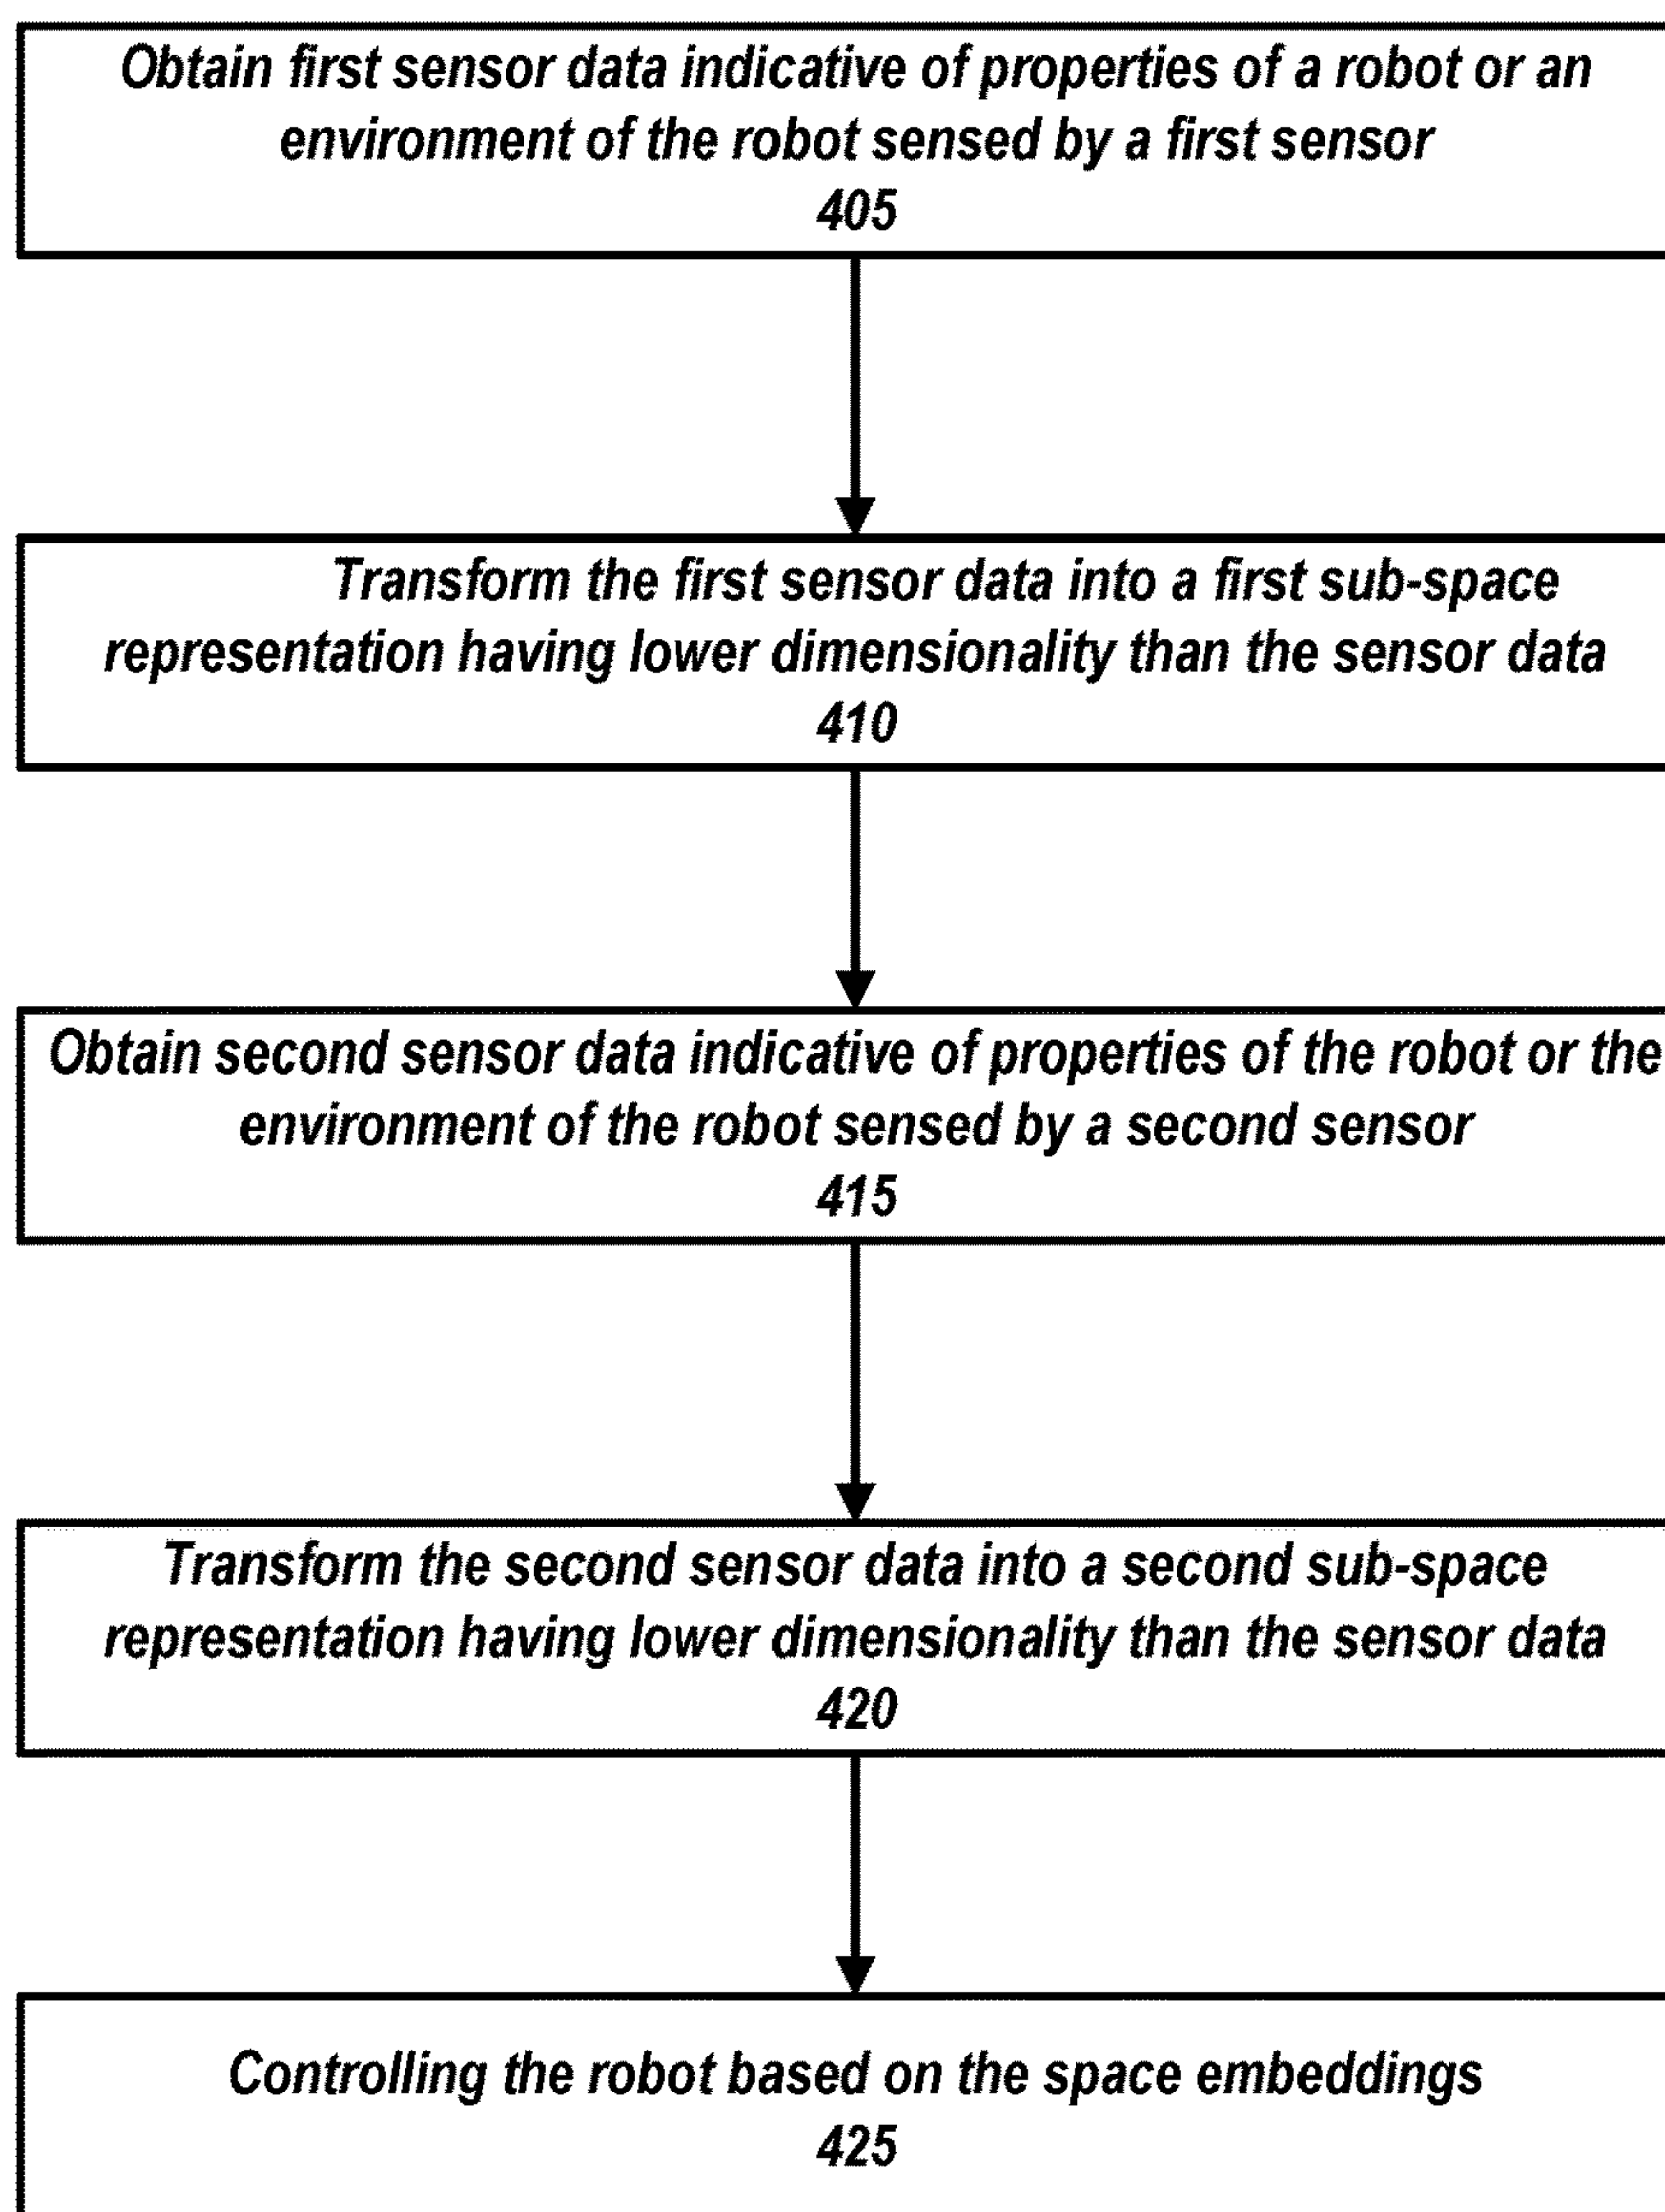 Obtain first sensor data indicative of properties of a robot or an
environment of the robot sensed by a first sensor
405
Transform the first sensor data into a first sub-space
representation having lower dimensionality than the sensor data
410
Obtain second sensor data indicative of properties of the robot or the
environment of the robot sensed by a second sensor
415
Transform the second sensor data into a second sub-space
representation having lower dimensionality than the sensor data
420
Controlling the robot based on the space embeddings
425